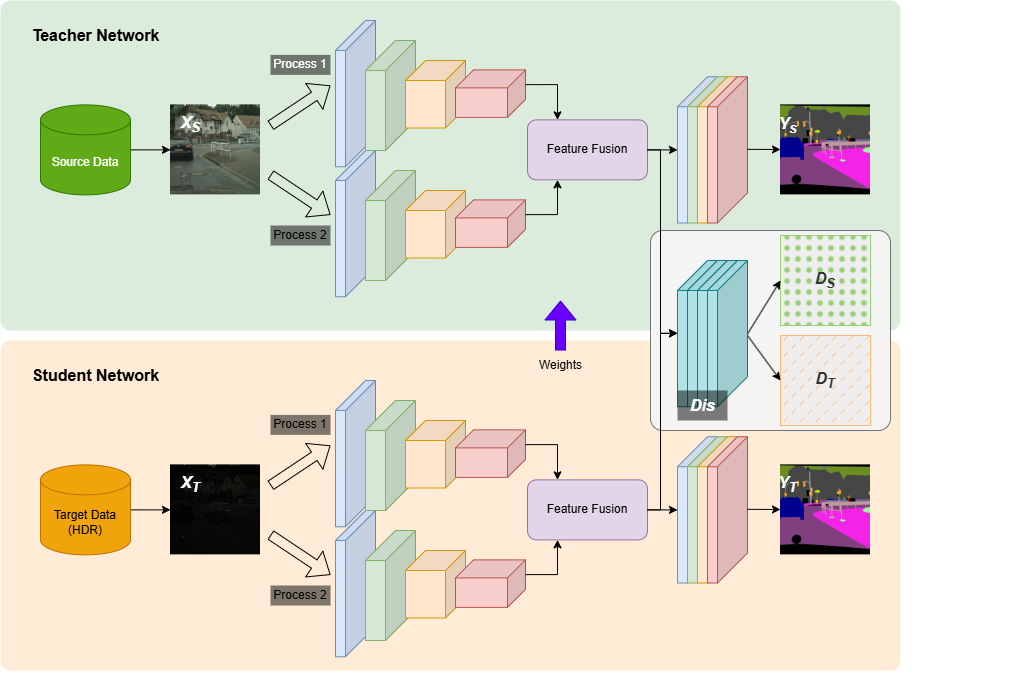 Teacher Network
Process 1
Source Data
X_S
Feature Fusion
Y_S
Process 2
D_S
Weights
Student Network
D_T
Dis
Process 1
Target Data
(HDR)
X_T
Feature Fusion
Y_T
Process 2